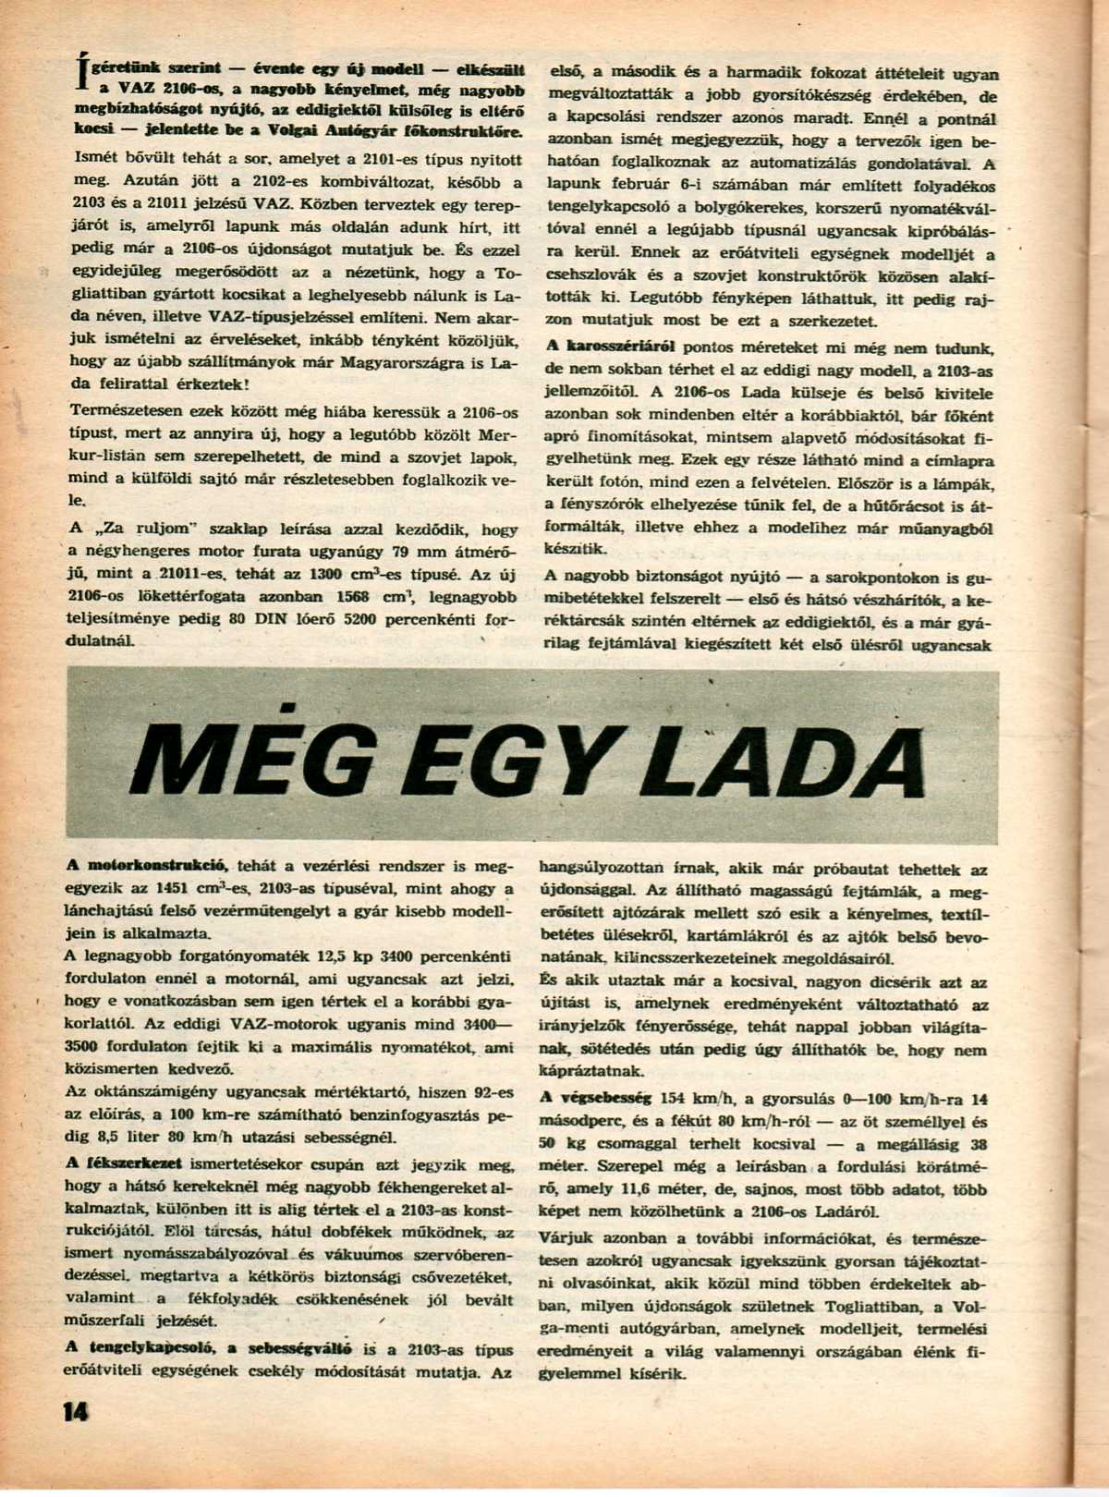 Ígéretünk szerint — évente egy új modell — elkészült
a VAZ 2106-os, a nagyobb kényelmet, még nagyobb
megbízhatóságot nyújtó, az eddigiektől külsőleg is eltérő
kocsi — jelentette be a Volgai Autógyár főkonstruktőre.
Ismét bővült tehát a sor, amelyet a 2101-es típus nyitott
meg. Azután jött a 2102-es kombiváltozat, később a
2103 és a 21011 jelzésű VAZ. Közben terveztek egy terep-
járót is, amelyről lapunk más oldalán adunk hírt, itt
pedig már a 2106-os újdonságot mutatjuk be. És ezzel
egyidejűleg megerősödött az a nézetünk, hogy a To-
gliattiban gyártott kocsikat a leghelyesebb nálunk is La-
da néven, illetve VAZ-típusjelzéssel említeni. Nem akar-
juk ismételni az érveléseket, inkább tényként közöljük,
hogy az újabb szállítmányok már Magyarországra is La-
da felirattal érkeztek!
Természetesen ezek között még hiába keressük a 2106-os
típust, mert az annyira új, hogy a legutóbb közölt Mer-
kur-listán sem szerepelhetett, de mind a szovjet lapok,
mind a külföldi sajtó már részletesebben foglalkozik ve-
le.
A „Za ruljom" szaklap leírása azzal kezdődik, hogy
a négyhengeres motor furata ugyanúgy 79 mm átmérő-
jű, mint a 21011-es, tehát az 1300 cm³-es típusé. Az új
2106-os lökettérfogata azonban 1568 cm³, legnagyobb
teljesítménye pedig 80 DIN lóerő 5200 percenkénti for-
dulatnál.
első, a második és a harmadik fokozat áttételeit ugyan
megváltoztatták a jobb gyorsítókészség érdekében, de
a kapcsolási rendszer azonos maradt. Ennél a pontnál
azonban ismét megjegyezzük, hogy a tervezők igen be-
hatóan foglalkoznak az automatizálás gondolatával. A
lapunk február 6-i számában már említett folyadékos
tengelykapcsoló a bolygókerekes, korszerű nyomatékvál-
tóval ennél a legújabb típusnál ugyancsak kipróbálás-
ra kerül. Ennek az erőátviteli egységnek modelljét a
csehszlovák és a szovjet konstruktőrök közösen alakí-
tották ki. Legutóbb fényképen láthattuk, itt pedig raj-
zon mutatjuk most be ezt a szerkezetet.
A karosszériáról pontos méreteket mi még nem tudunk,
de nem sokban térhet el az eddigi nagy modell, a 2103-as
jellemzőitől. A 2106-os Lada külseje és belső kivitele
azonban sok mindenben eltér a korábbiaktól, bár főként
apró finomításokat, mintsem alapvető módosításokat fi-
gyelhetünk meg. Ezek egy része látható mind a címlapra
került fotón, mind ezen a felvételen. Először is a lámpák,
a fényszórók elhelyezése tűnik fel, de a hűtőrácsot is át-
formálták, illetve ehhez a modellhez már műanyagból
készítik.
A nagyobb biztonságot nyújtó — a sarokpontokon is gu-
mibetétekkel felszerelt — első és hátsó vészhárítók, a ke-
réktárcsák szintén eltérnek az eddigiektől, és a már gyá-
rilag fejtámlával kiegészített két első ülésről ugyancsak
MÉG EGY LADA
A motorkonstrukció, tehát a vezérlési rendszer is meg-
egyezik az 1451 cm³-es, 2103-as típuséval, mint ahogy a
lánchajtású felső vezérműtengelyt a gyár kisebb modell-
jein is alkalmazta.
A legnagyobb forgatónyomaték 12,5 kp 3400 percenkénti
fordulaton ennél a motornál, ami ugyancsak azt jelzi,
hogy e vonatkozásban sem igen tértek el a korábbi gya-
korlattól. Az eddigi VAZ-motorok ugyanis mind 3400—
3500 fordulaton fejtik ki a maximális nyomatékot, ami
közismerten kedvező.
Az oktánszámigény ugyancsak mértéktartó, hiszen 92-es
az előírás, a 100 km-re számítható benzinfogyasztás pe-
dig 8,5 liter 80 km/h utazási sebességnél.
A fékszerkezet ismertetésekor csupán azt jegyzik meg,
hogy a hátsó kerekeknél még nagyobb fékhengereket al-
kalmaztak, különben itt is alig tértek el a 2103-as konst-
rukciójától. Elöl tárcsás, hátul dobfékek működnek, az
ismert nyomásszabályozóval és vákuumos szervóberen-
dezéssel, megtartva a kétkörös biztonsági csővezetéket,
valamint a fékfolyadék csökkenésének jól bevált
műszerfali jelzését.
A tengelykapcsoló, a sebességváltó is a 2103-as típus
erőátviteli egységének csekély módosítását mutatja. Az
hangsúlyozottan írnak, akik már próbautat tehettek az
újdonsággal. Az állítható magasságú fejtámlák, a meg-
erősített ajtózárak mellett szó esik a kényelmes, textíl-
betétes ülésekről, kartámlákról és az ajtók belső bevo-
natának, kilincsszerkezeteinek megoldásairól.
És akik utaztak már a kocsival, nagyon dicsérik azt az
újítást is, amelynek eredményeként változtatható az
irányjelzők fényerőssége, tehát nappal jobban világíta-
nak, sötétedés után pedig úgy állíthatók be, hogy nem
kápráztatnak.
A végsebesség 154 km/h, a gyorsulás 0—100 km/h-ra 14
másodperc, és a fékút 80 km/h-ról — az öt személlyel és
50 kg csomaggal terhelt kocsival — a megállásig 38
méter. Szerepel még a leírásban a fordulási körátmé-
rő, amely 11,6 méter, de, sajnos, most több adatot, több
képet nem közölhetünk a 2106-os Ladáról.
Várjuk azonban a további információkat, és természe-
tesen azokról ugyancsak igyekszünk gyorsan tájékoztat-
ni olvasóinkat, akik közül mind többen érdekeltek ab-
ban, milyen újdonságok születnek Togliattiban, a Vol-
ga-menti autógyárban, amelynek modelljeit, termelési
eredményeit a világ valamennyi országában élénk fi-
gyelemmel kísérik.
14